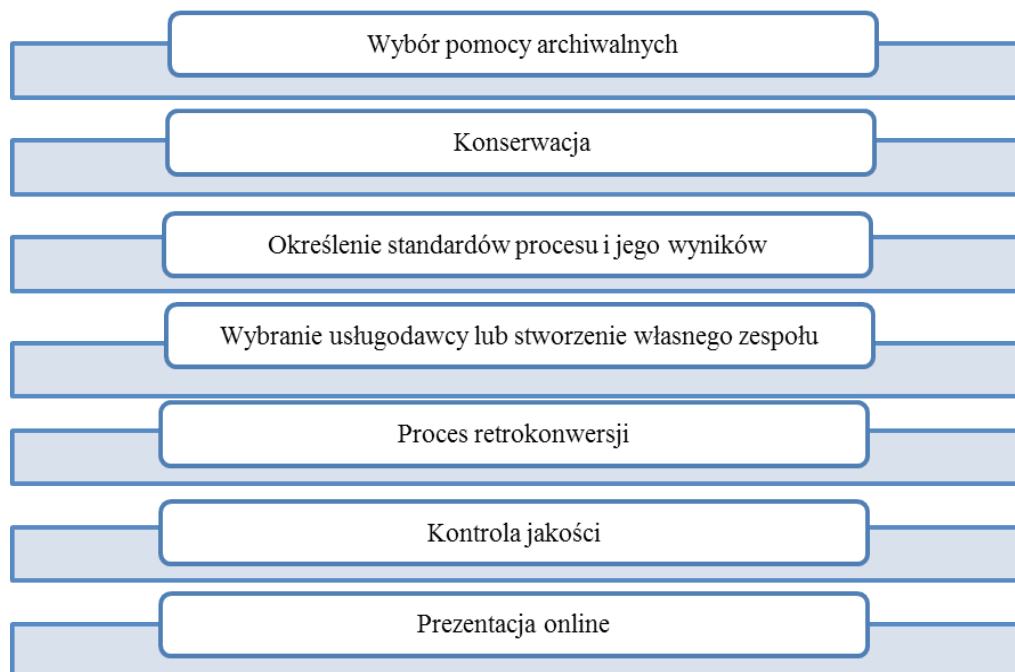 Wybór pomocy archiwalnych
Konserwacja
Określenie standardów procesu i jego wyników
Wybranie usługodawcy lub stworzenie własnego zespołu
Proces retrokonwersji
Kontrola jakości
Prezentacja online